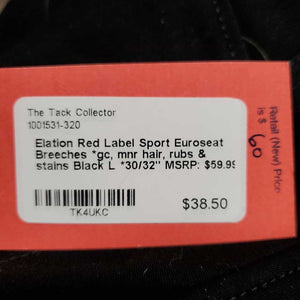 The Tack Collector
1001531-320
Elation Red Label Sport Euroseat
Breeches *gc, mnr hair, rubs &
stains Black L *30/32" MSRP: $59.99
TK4UKC
$38.50
Retail (New) Price
is $ 60